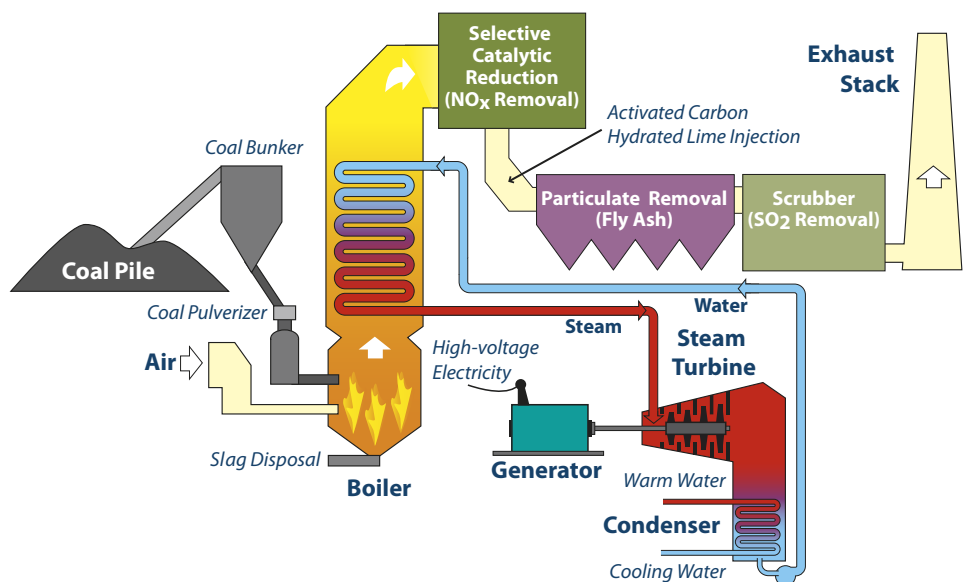 Selective
Catalytic
Reduction
(NOx Removal)
Exhaust
Stack
Activated Carbon
Hydrated Lime Injection
Coal Bunker
Particulate Removal
(Fly Ash)
Scrubber
(SO2 Removal)
Coal Pile
Coal Pulverizer
Water
Steam
Steam
Turbine
Air
High-voltage
Electricity
Slag Disposal
Boiler
Generator
Warm Water
Condenser
Cooling Water